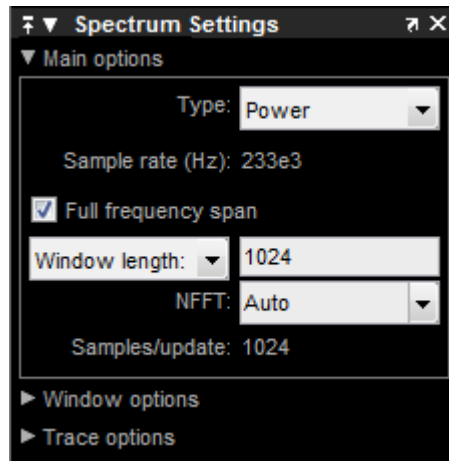 Spectrum Settings
Main options
Type: Power
Sample rate (Hz): 233e3
Full frequency span
Window length: 1024
NFFT: Auto
Samples/update: 1024
Window options
Trace options